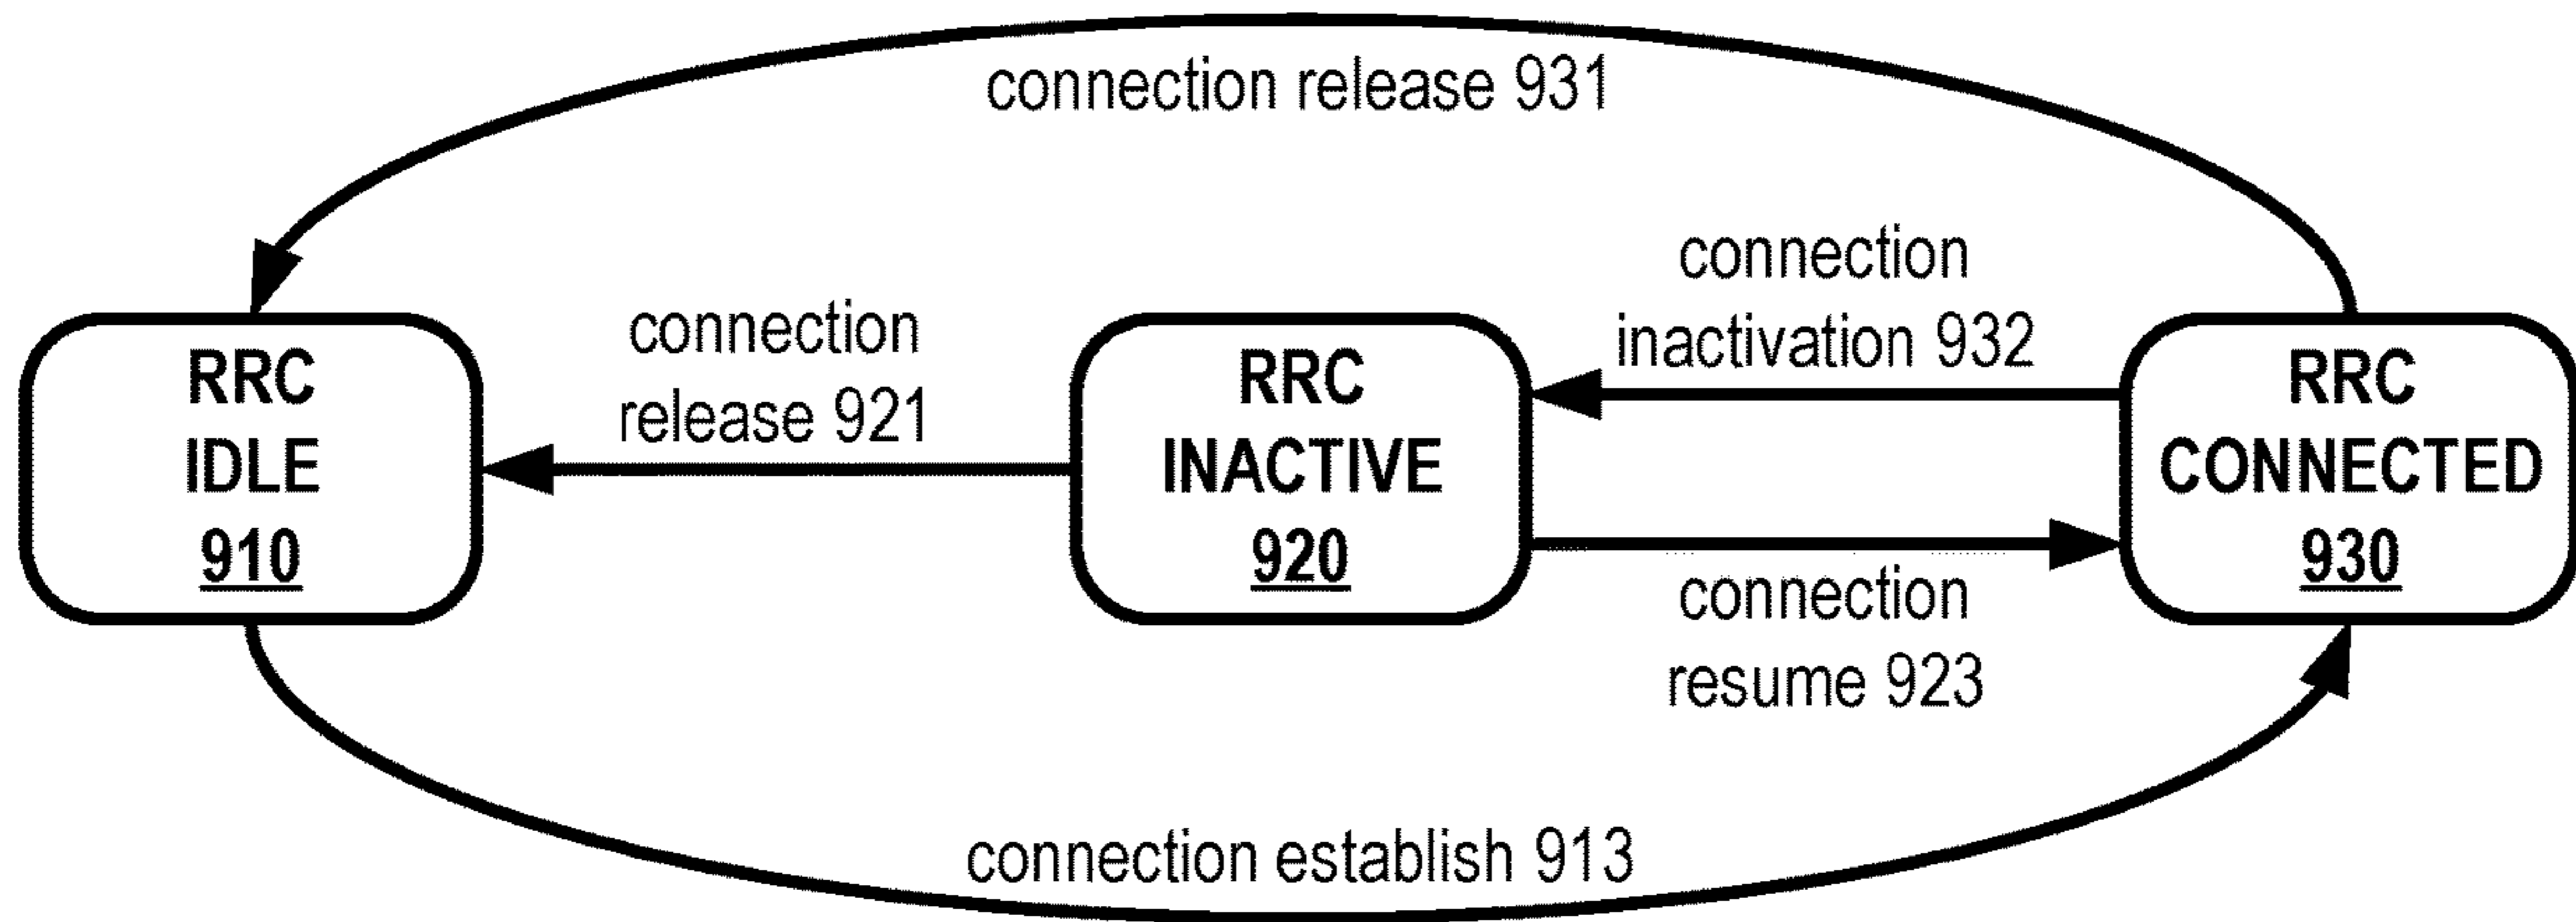 connection release 931
RRC
IDLE
910
connection
release 921
RRC
INACTIVE
920
connection
inactivation 932
connection
resume 923
RRC
CONNECTED
930
connection establish 913